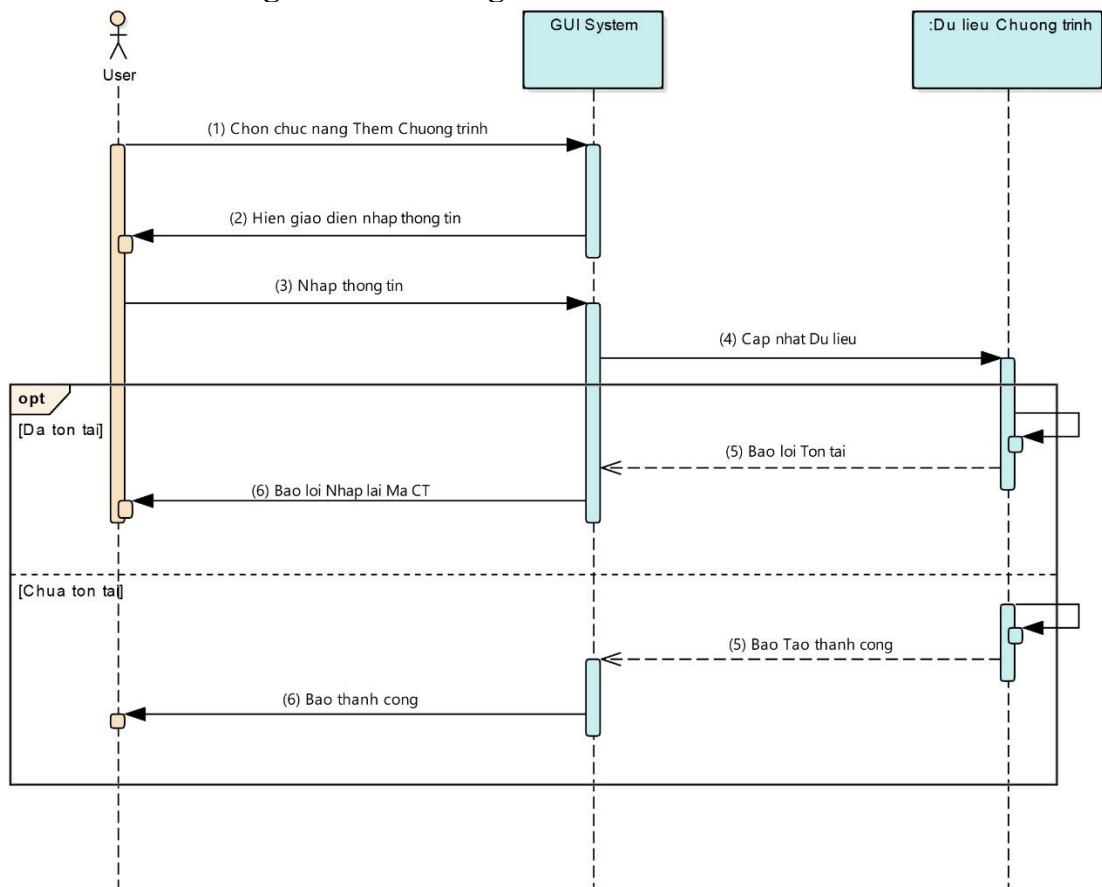 GUI System
:Du lieu Chuong trinh
User
(1) Chon chuc nang Them Chuong trinh
(2) Hien giao dien nhap thong tin
(3) Nhap thong tin
(4) Cap nhat Du lieu
opt
[Da ton tai]
(5) Bao loi Ton tai
(6) Bao loi Nhap lai Ma CT
[Chua ton tai]
(5) Bao Tao thanh cong
(6) Bao thanh cong